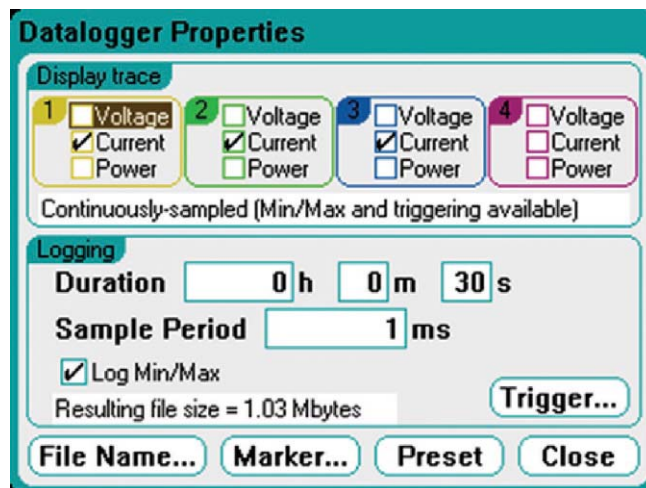 Datalogger Properties
Display trace
1 Voltage 2 Voltage 3 Voltage 4 Voltage
Current Current Current Current
Power Power Power Power
Continuously-sampled (Min/Max and triggering available)
Logging
Duration 0 h 0 m 30 s
Sample Period 1 ms
Log Min/Max
Resulting file size = 1.03 Mbytes
Trigger...
File Name... Marker... Preset Close